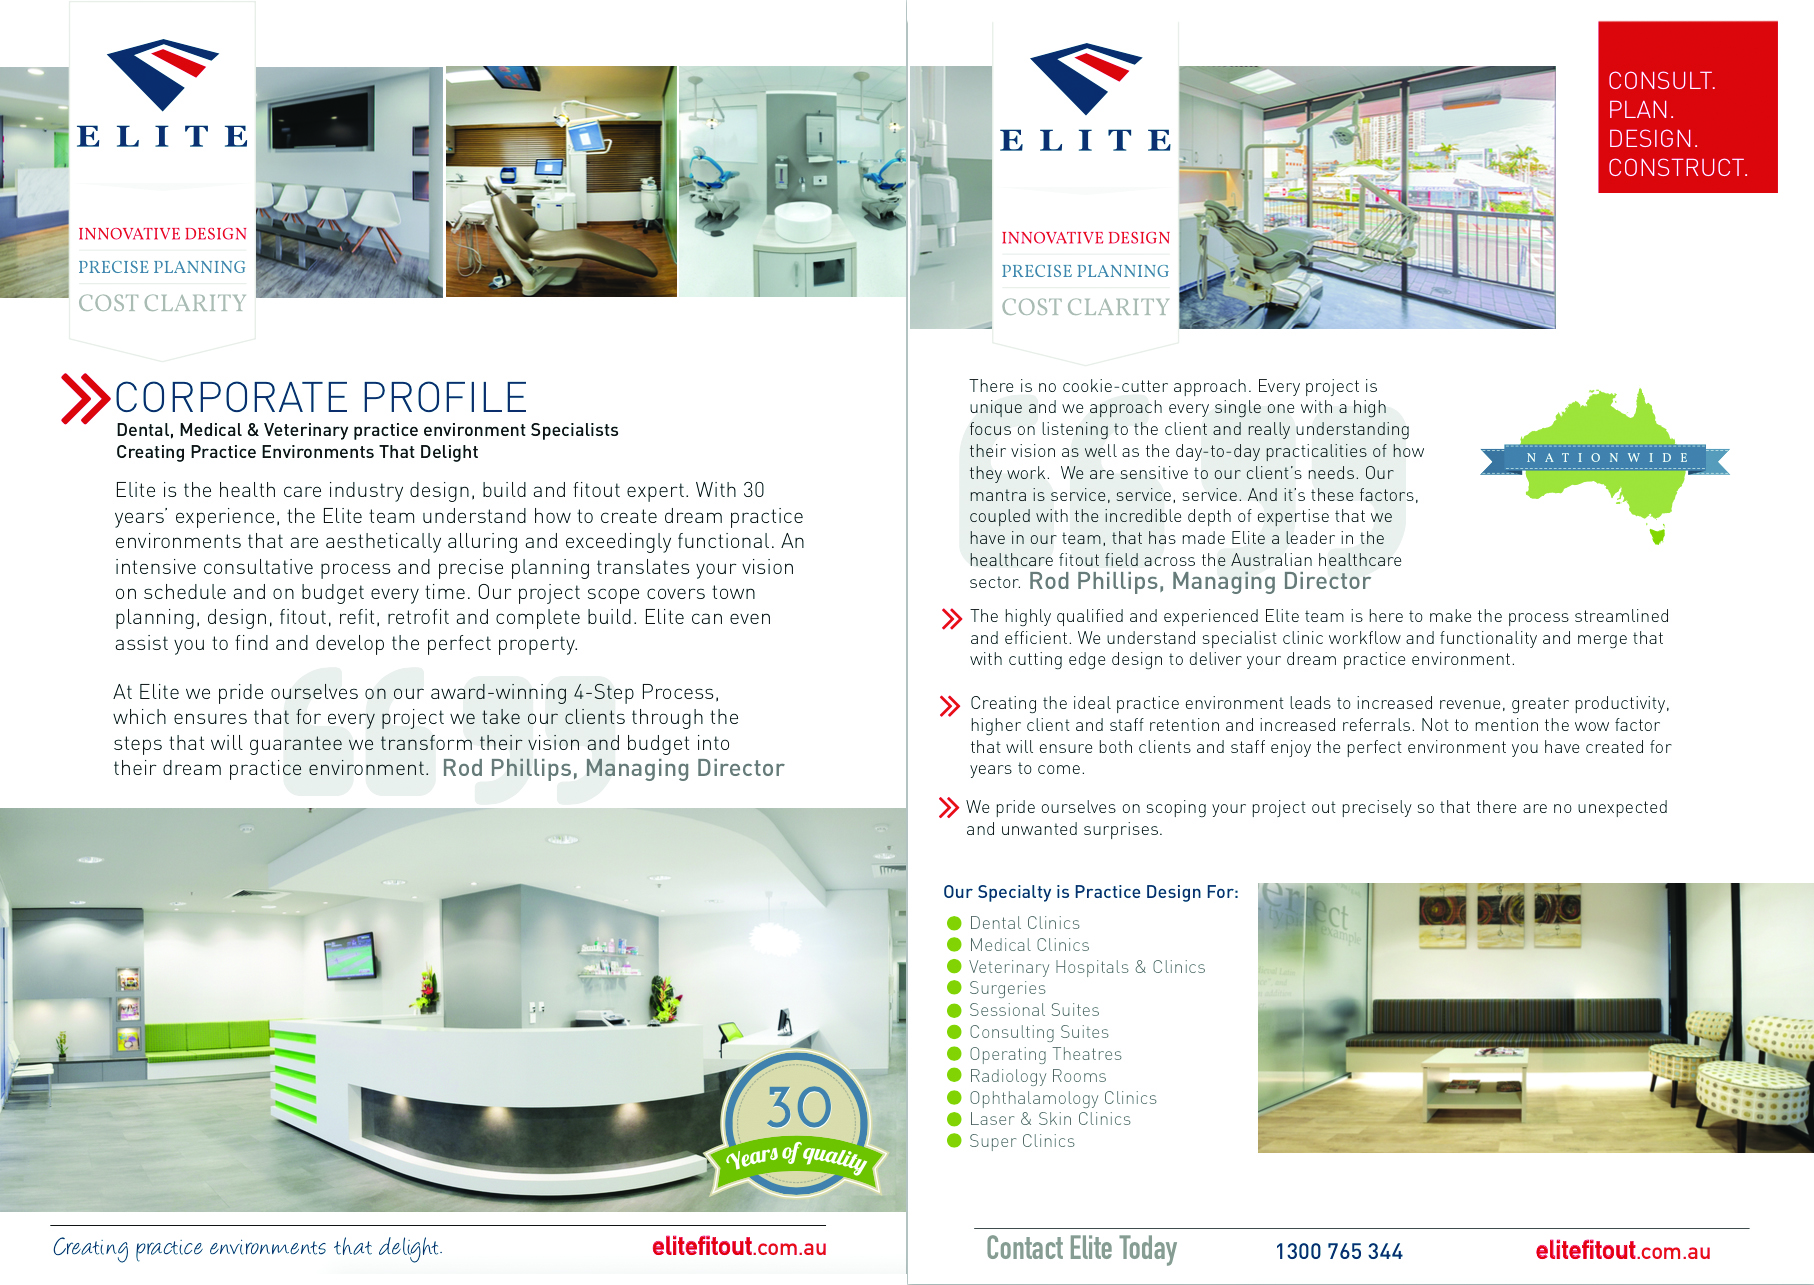 ELITE
INNOVATIVE DESIGN
PRECISE PLANNING
COST CLARITY
CORPORATE PROFILE
Dental, Medical & Veterinary practice environment Specialists
Creating Practice Environments That Delight
Elite is the health care industry design, build and fitout expert. With 30
years' experience, the Elite team understand how to create dream practice
environments that are aesthetically alluring and exceedingly functional. An
intensive consultative process and precise planning translates your vision
on schedule and on budget every time. Our project scope covers town
planning, design, fitout, refit, retrofit and complete build. Elite can even
assist you to find and develop the perfect property.
At Elite we pride ourselves on our award-winning 4-Step Process,
which ensures that for every project we take our clients through the
steps that will guarantee we transform their vision and budget into
their dream practice environment. Rod Phillips, Managing Director
30
Years of quality
Creating practice environments that delight.
elitefitout.com.au
ELITE
INNOVATIVE DESIGN
PRECISE PLANNING
COST CLARITY
CONSULT.
PLAN.
DESIGN.
CONSTRUCT.
There is no cookie-cutter approach. Every project is
unique and we approach every single one with a high
focus on listening to the client and really understanding
their vision as well as the day-to-day practicalities of how
they work. We are sensitive to our client's needs. Our
mantra is service, service, service. And it's these factors,
coupled with the incredible depth of expertise that we
have in our team, that has made Elite a leader in the
healthcare fitout field across the Australian healthcare
sector. Rod Phillips, Managing Director
NATIONWIDE
The highly qualified and experienced Elite team is here to make the process streamlined
and efficient. We understand specialist clinic workflow and functionality and merge that
with cutting edge design to deliver your dream practice environment.
Creating the ideal practice environment leads to increased revenue, greater productivity,
higher client and staff retention and increased referrals. Not to mention the wow factor
that will ensure both clients and staff enjoy the perfect environment you have created for
years to come.
We pride ourselves on scoping your project out precisely so that there are no unexpected
and unwanted surprises.
Our Specialty is Practice Design For:
Dental Clinics
Medical Clinics
Veterinary Hospitals & Clinics
Surgeries
Sessional Suites
Consulting Suites
Operating Theatres
Radiology Rooms
Ophthalamology Clinics
Laser & Skin Clinics
Super Clinics
example
Contact Elite Today
1300 765 344
elitefitout.com.au